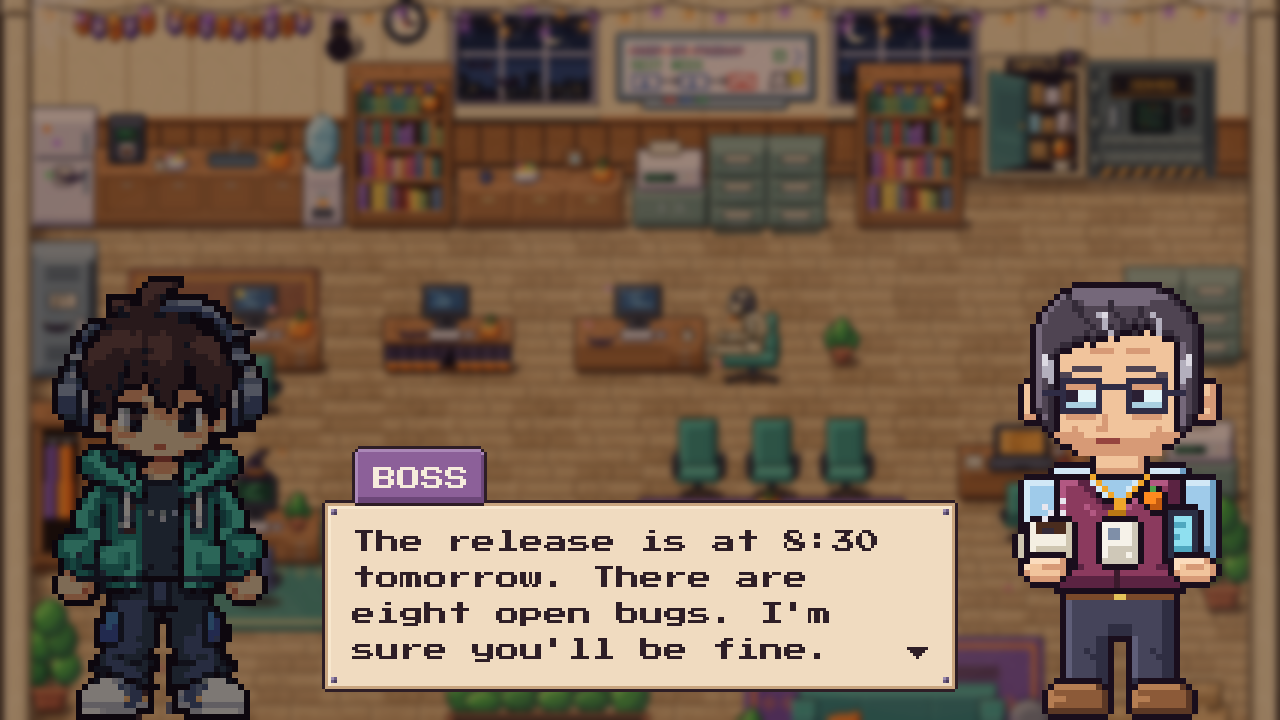 BOSS
The release is at 8:30
tomorrow. There are
eight open bugs. I'm
sure you'll be fine.